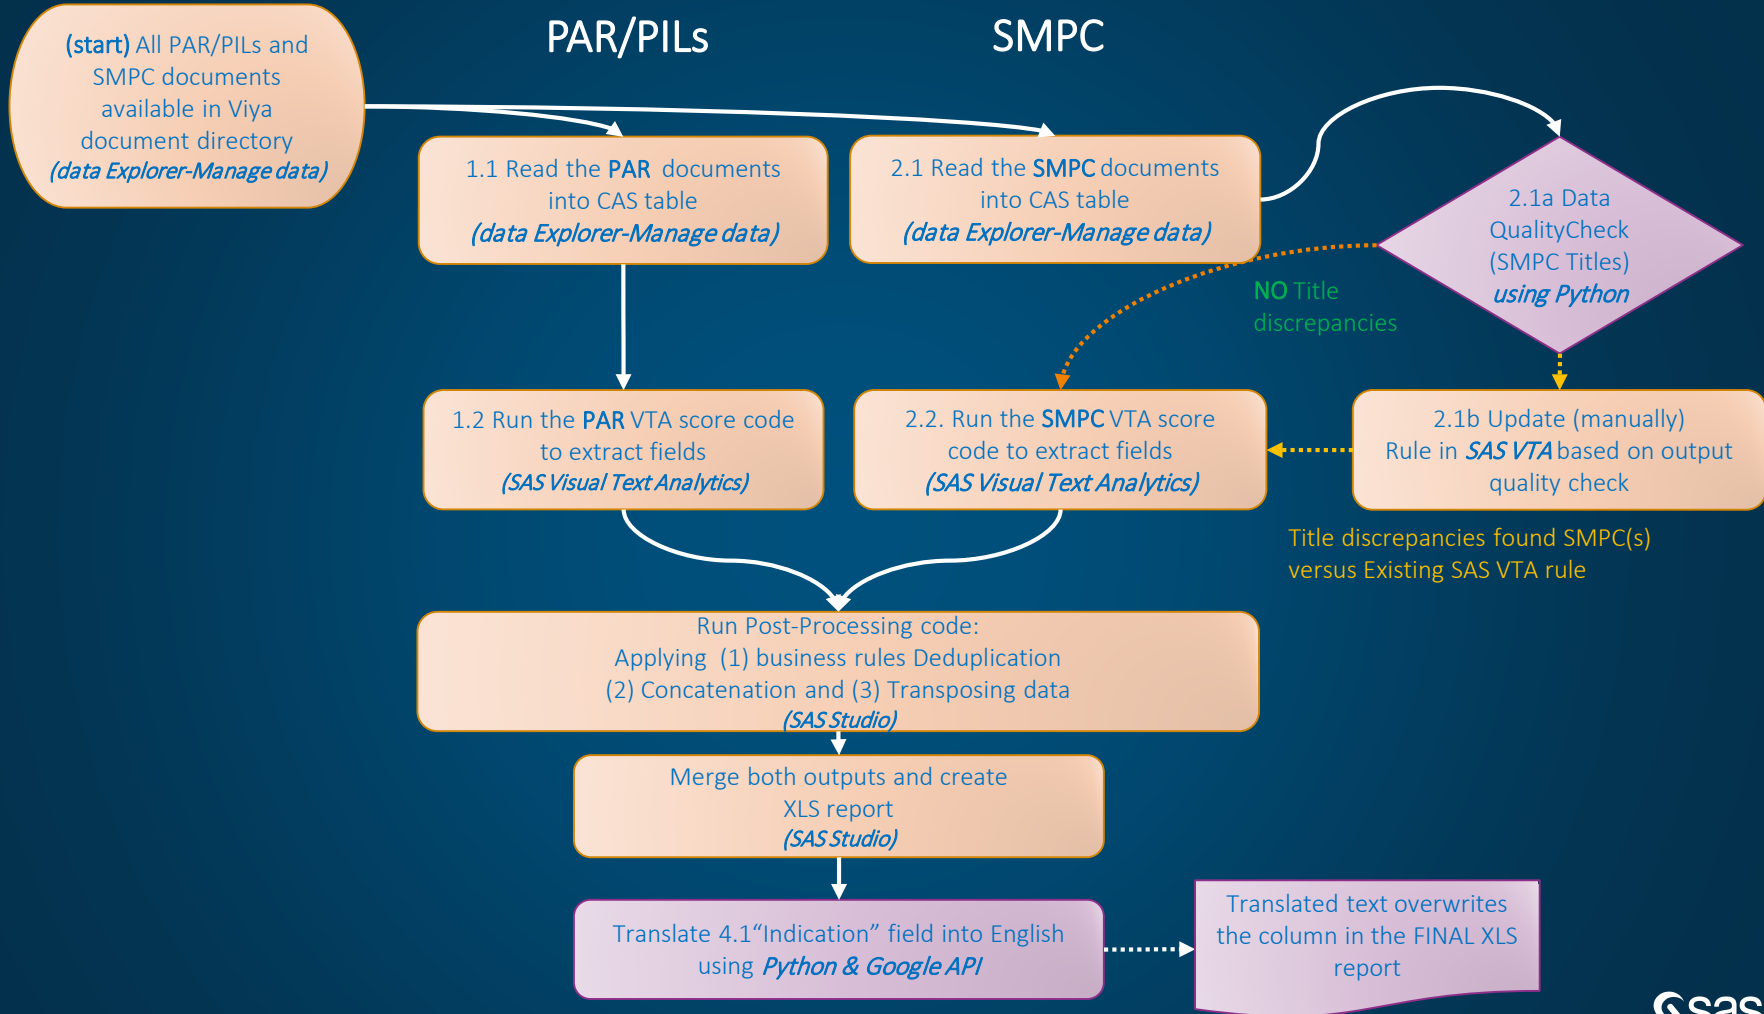 PAR/PILs
SMPC
(start) All PAR/PILs and
SMPC documents
available in Viya
document directory
(data Explorer-Manage data)
1.1 Read the PAR documents
into CAS table
(data Explorer-Manage data)
2.1 Read the SMPC documents
into CAS table
(data Explorer-Manage data)
2.1a Data
QualityCheck
(SMPC Titles)
using Python
NO Title
discrepancies
1.2 Run the PAR VTA score code
to extract fields
(SAS Visual Text Analytics)
2.2. Run the SMPC VTA score
code to extract fields
(SAS Visual Text Analytics)
2.1b Update (manually)
Rule in SAS VTA based on output
quality check
Title discrepancies found SMPC(s)
versus Existing SAS VTA rule
Run Post-Processing code:
Applying (1) business rules Deduplication
(2) Concatenation and (3) Transposing data
(SAS Studio)
Merge both outputs and create
XLS report
(SAS Studio)
Translate 4.1“Indication” field into English
using Python & Google API
Translated text overwrites
the column in the FINAL XLS
report
sas